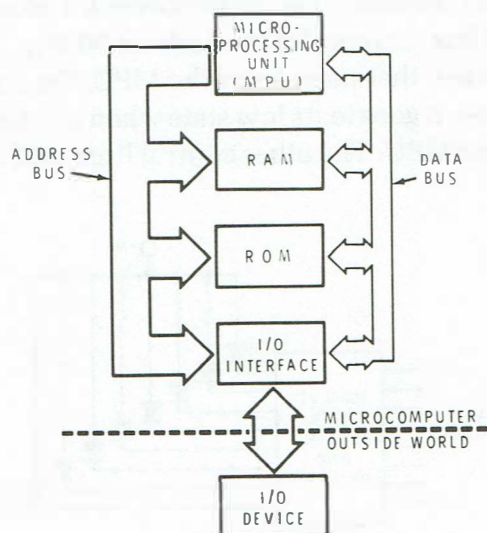 MICRO-
PROCESSING
UNIT
(MPU)
ADDRESS
BUS
RAM
DATA
BUS
ROM
I/O
INTERFACE
MICROCOMPUTER
OUTSIDE WORLD
I/O
DEVICE